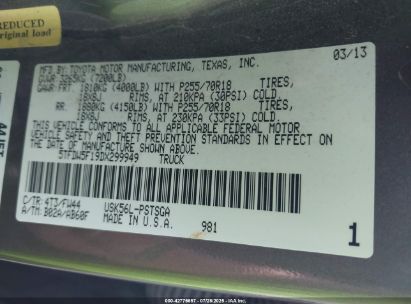 REDUCED
original load
03/13
MFD BY: TOYOTA MOTOR MANUFACTURING, TEXAS, INC.
GVWR 3265KG (7200LB)
GAWR: FRT. 1810KG (4000LB) WITH P255/70R18 TIRES,
18X8J RIMS, AT 210KPA (30PSI) COLD.
RR. 1880KG (4150LB) WITH P255/70R18 TIRES,
18X8J RIMS, AT 230KPA (33PSI) COLD.
THIS VEHICLE CONFORMS TO ALL APPLICABLE FEDERAL MOTOR
VEHICLE SAFETY AND THEFT PREVENTION STANDARDS IN EFFECT ON
THE DATE OF MANUFACTURE SHOWN ABOVE.
5TFDW5F19DX299949 TRUCK
C/TR: 4T3/FW44 USK56L-PSTSGA
A/TM: B02A/AB60F MADE IN U.S.A. 981
1